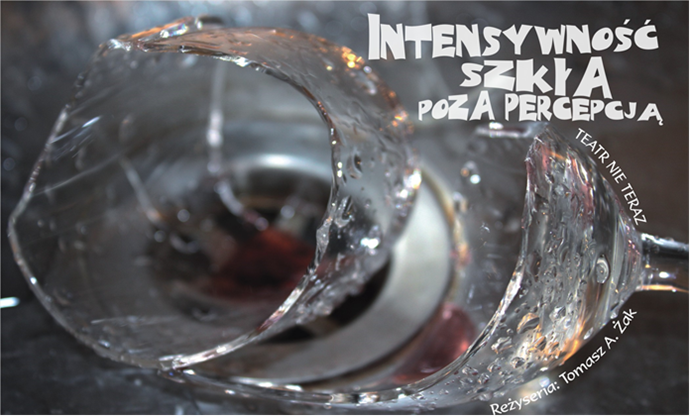 INTENSYWNOŚĆ
SZKŁA
POZA PERCEPCJĄ
TEATR NIE TERAZ
Reżyseria: Tomasz A. Żak